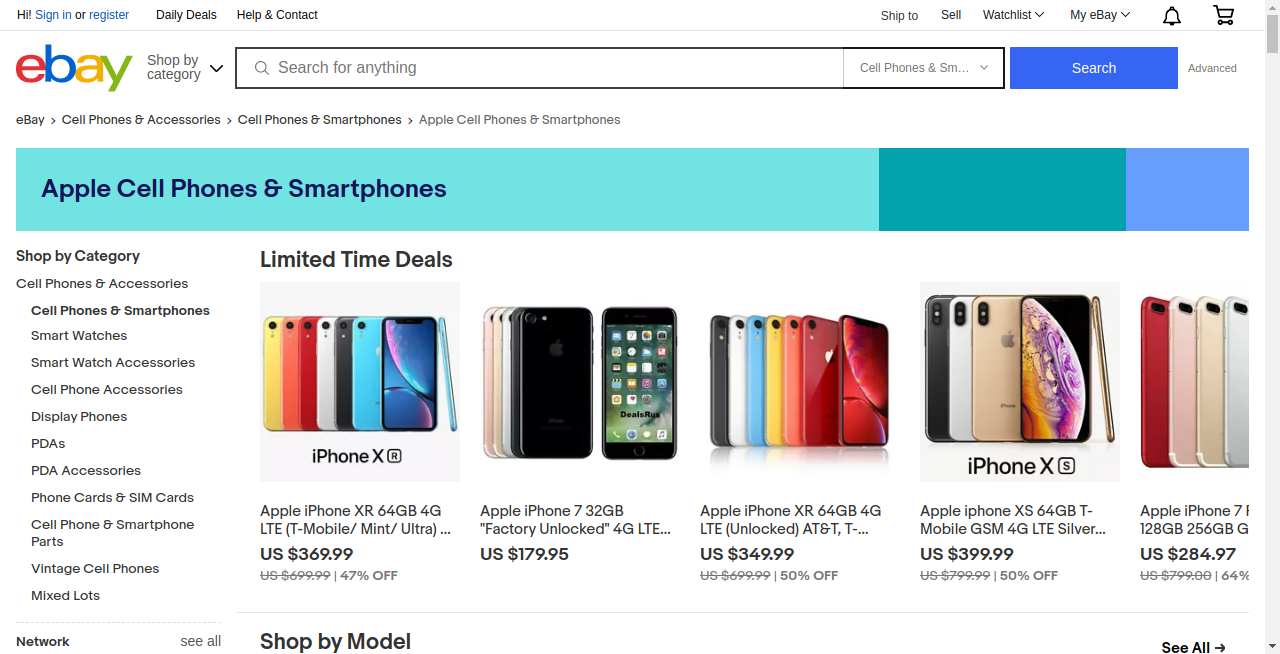 Hi! Sign in or register
Daily Deals
Help & Contact
Ship to
Sell
Watchlist
My eBay
ebay
Shop by
category
Search for anything
Cell Phones & Sm...
Search
Advanced
eBay > Cell Phones & Accessories > Cell Phones & Smartphones > Apple Cell Phones & Smartphones
Apple Cell Phones & Smartphones
Shop by Category
Cell Phones & Accessories
Cell Phones & Smartphones
Smart Watches
Smart Watch Accessories
Cell Phone Accessories
Display Phones
PDAs
PDA Accessories
Phone Cards & SIM Cards
Cell Phone & Smartphone
Parts
Vintage Cell Phones
Mixed Lots
Network
see all
Limited Time Deals
iPhone XR
Apple iPhone XR 64GB 4G
LTE (T-Mobile/ Mint/ Ultra) ...
US $369.99
US $699.99 | 47% OFF
DealsRus
Apple iPhone 7 32GB
"Factory Unlocked" 4G LTE...
US $179.95
Apple iPhone XR 64GB 4G
LTE (Unlocked) AT&T, T-...
US $349.99
US $699.99 | 50% OFF
iPhone
iPhone XS
Apple iphone XS 64GB T-
Mobile GSM 4G LTE Silver...
US $399.99
US $799.99 | 50% OFF
Apple iPhone 7
128GB 256GB G
US $284.97
US $799.00 | 64%
Shop by Model
See All